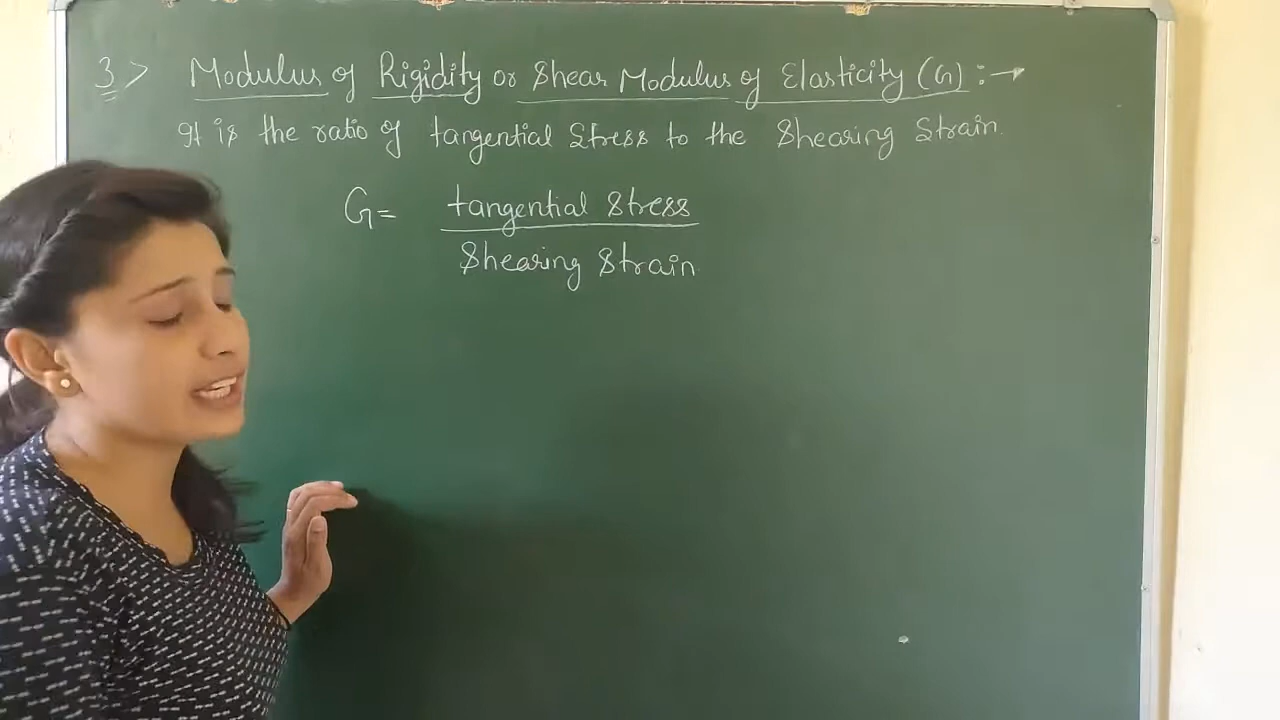 3> Modulus of Rigidity or Shear Modulus of Elasticity (G) :→
It is the ratio of tangential Stress to the Shearing Strain.
G = tangential Stress
Shearing Strain